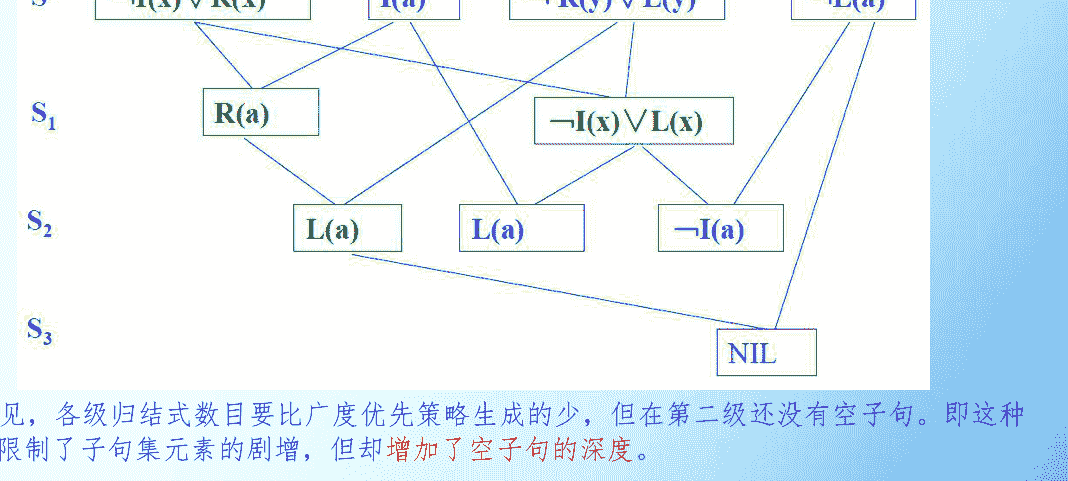 S ¬I(x)∨R(x) I(a) ¬R(y)∨L(y) ¬L(a)
S₁ R(a) ¬I(x)∨L(x)
S₂ L(a) L(a) ¬I(a)
S₃ NIL
见，各级归结式数目要比广度优先策略生成的少，但在第二级还没有空子句。即这种
限制了子句集元素的剧增，但却增加了空子句的深度。